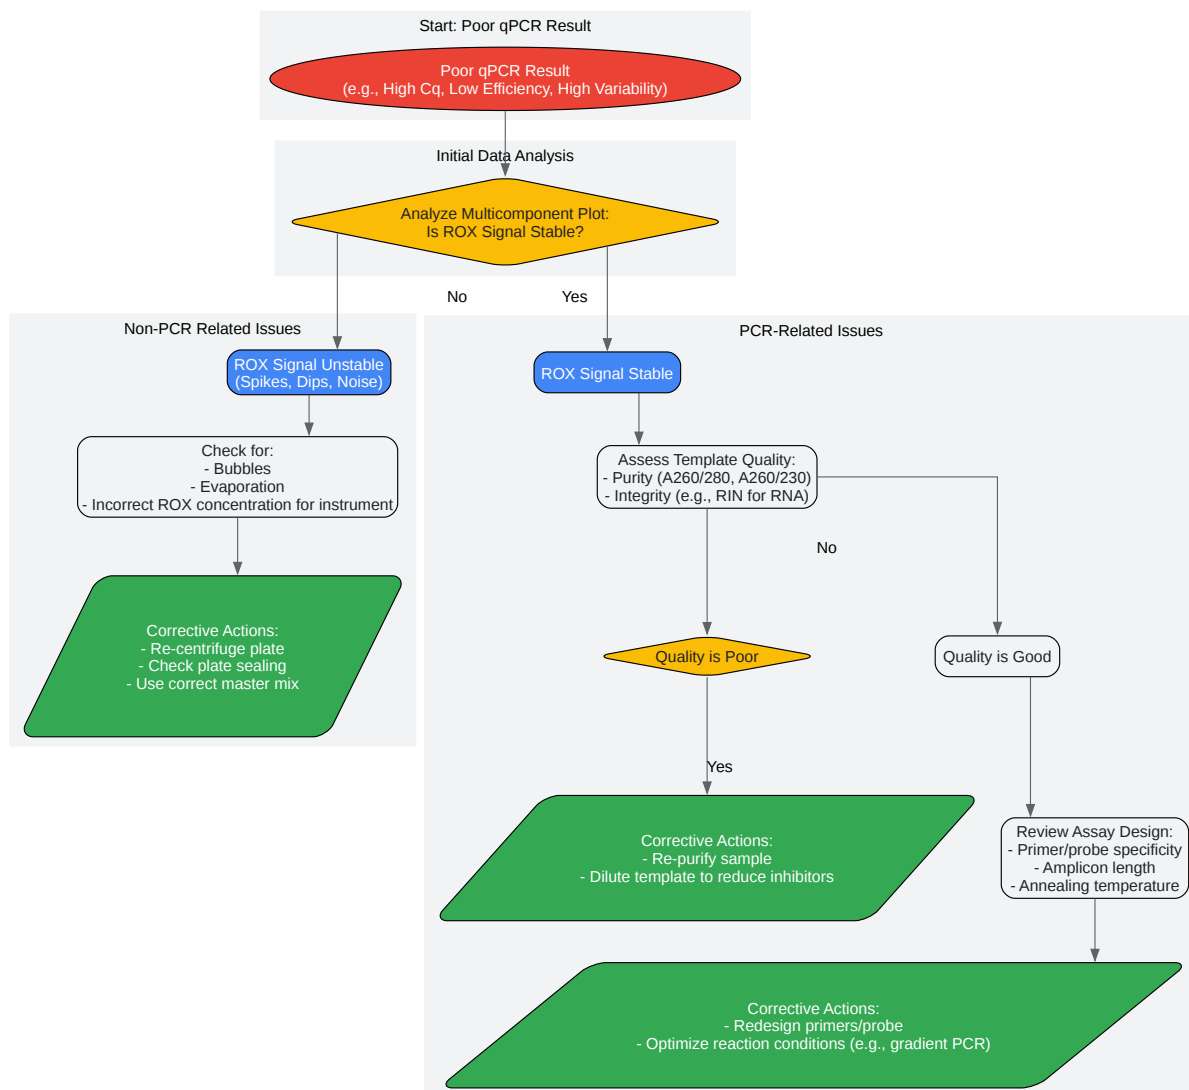 Start: Poor qPCR Result
Poor qPCR Result
(e.g., High Cq, Low Efficiency, High Variability)
Initial Data Analysis
Analyze Multicomponent Plot:
Is ROX Signal Stable?
No
Yes
Non-PCR Related Issues
ROX Signal Unstable
(Spikes, Dips, Noise)
Check for:
- Bubbles
- Evaporation
- Incorrect ROX concentration for instrument
Corrective Actions:
- Re-centrifuge plate
- Check plate sealing
- Use correct master mix
PCR-Related Issues
ROX Signal Stable
Assess Template Quality:
- Purity (A260/280, A260/230)
- Integrity (e.g., RIN for RNA)
No
Quality is Poor
Quality is Good
Yes
Corrective Actions:
- Re-purify sample
- Dilute template to reduce inhibitors
Review Assay Design:
- Primer/probe specificity
- Amplicon length
- Annealing temperature
Corrective Actions:
- Redesign primers/probe
- Optimize reaction conditions (e.g., gradient PCR)